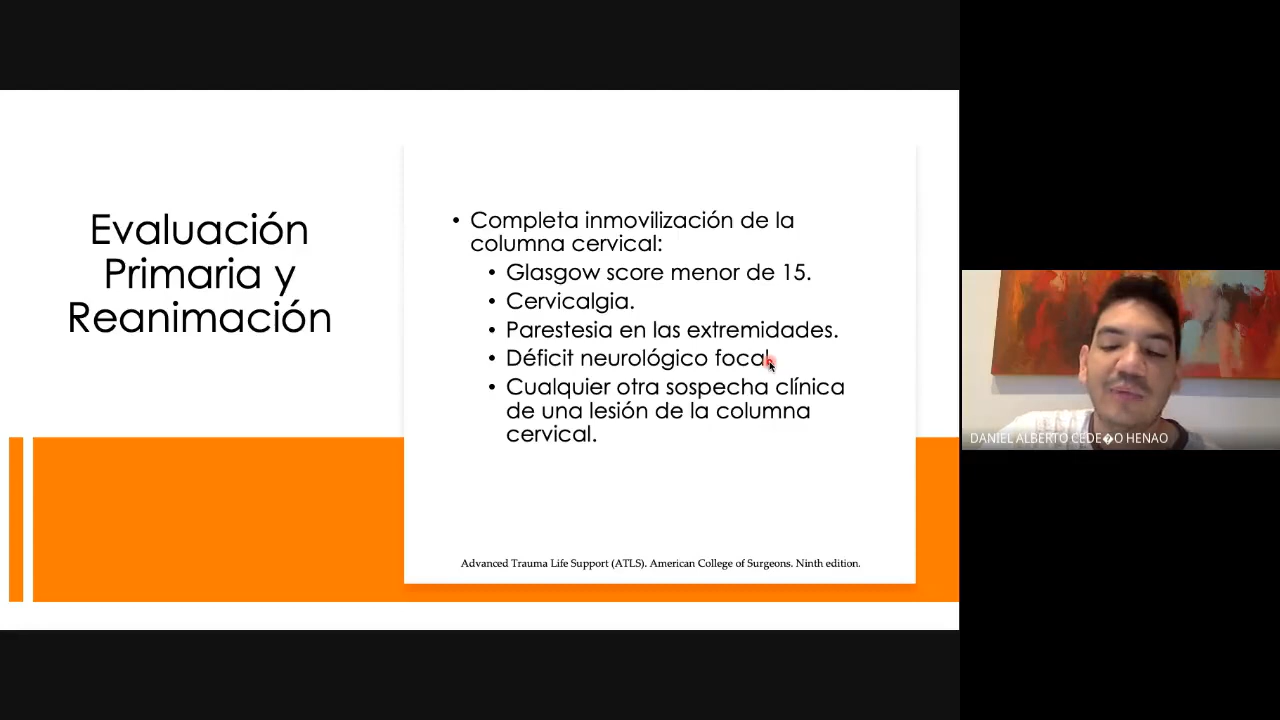 Evaluación
Primaria y
Reanimación
• Completa inmovilización de la
columna cervical:
• Glasgow score menor de 15.
• Cervicalgia.
• Parestesia en las extremidades.
• Déficit neurológico focal.
• Cualquier otra sospecha clínica
de una lesión de la columna
cervical.
Advanced Trauma Life Support (ATLS). American College of Surgeons. Ninth edition.
DANIEL ALBERTO CEDE�O HENAO